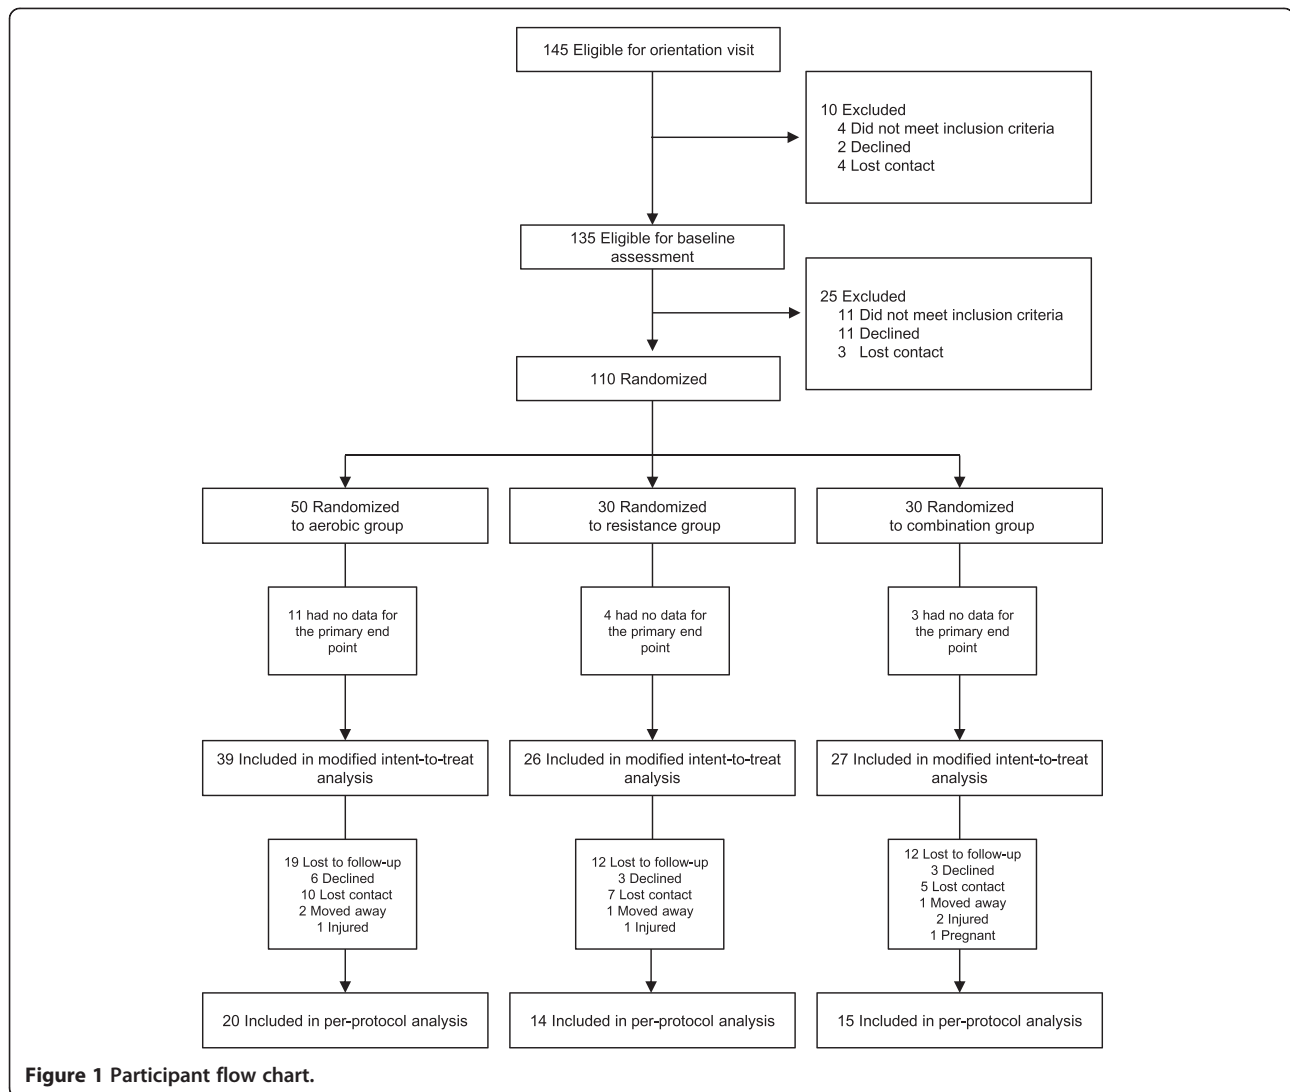 145 Eligible for orientation visit
10 Excluded
4 Did not meet inclusion criteria
2 Declined
4 Lost contact
135 Eligible for baseline
assessment
25 Excluded
11 Did not meet inclusion criteria
11 Declined
3 Lost contact
110 Randomized
50 Randomized
to aerobic group
30 Randomized
to resistance group
30 Randomized
to combination group
11 had no data for
the primary end
point
4 had no data for
the primary end
point
3 had no data for
the primary end
point
39 Included in modified intent-to-treat
analysis
26 Included in modified intent-to-treat
analysis
27 Included in modified intent-to-treat
analysis
19 Lost to follow-up
6 Declined
10 Lost contact
2 Moved away
1 Injured
12 Lost to follow-up
3 Declined
7 Lost contact
1 Moved away
1 Injured
12 Lost to follow-up
3 Declined
5 Lost contact
1 Moved away
2 Injured
1 Pregnant
20 Included in per-protocol analysis
14 Included in per-protocol analysis
15 Included in per-protocol analysis
Figure 1 Participant flow chart.